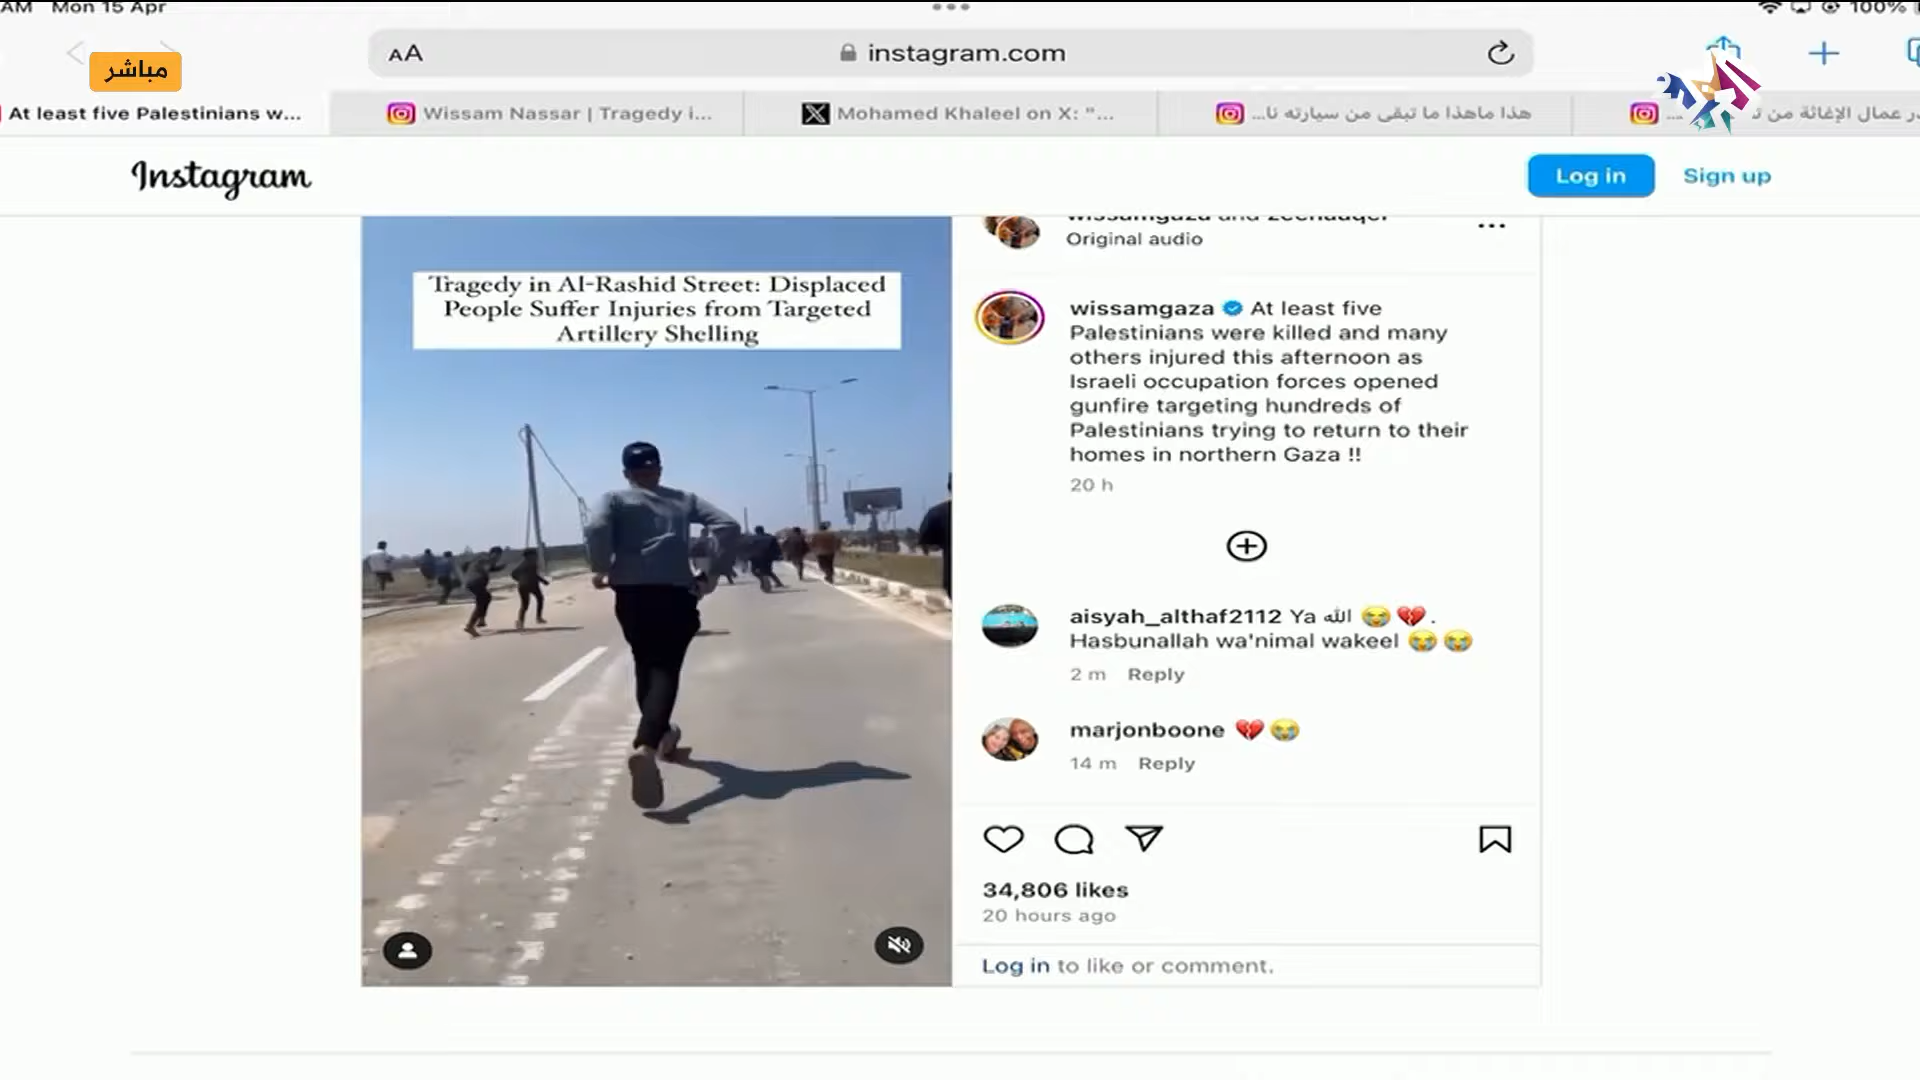 AM Mon 15 Apr
100%
مباشر
AA
instagram.com
At least five Palestinians w...
Wissam Nassar | Tragedy i...
Mohamed Khaleel on X: "...
هذا ماهذا ما تبقى من سيارته نا...
عمال الإغاثة من
Instagram
Log in
Sign up
Tragedy in Al-Rashid Street: Displaced
People Suffer Injuries from Targeted
Artillery Shelling
Original audio
wissamgaza At least five
Palestinians were killed and many
others injured this afternoon as
Israeli occupation forces opened
gunfire targeting hundreds of
Palestinians trying to return to their
homes in northern Gaza !!
20 h
aisyah_althaf2112 Ya الله 😭💔.
Hasbunallah wa'nimal wakeel 😭😭
2 m Reply
marjonboone 💔😭
14 m Reply
34,806 likes
20 hours ago
Log in to like or comment.